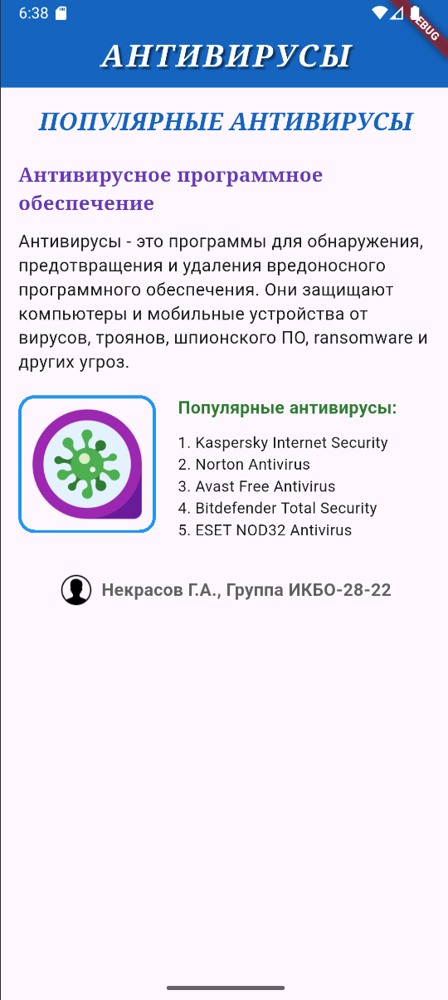 6:38
DEBUG
АНТИВИРУСЫ
ПОПУЛЯРНЫЕ АНТИВИРУСЫ
Антивирусное программное
обеспечение
Антивирусы - это программы для обнаружения,
предотвращения и удаления вредоносного
программного обеспечения. Они защищают
компьютеры и мобильные устройства от
вирусов, троянов, шпионского ПО, ransomware и
других угроз.
Популярные антивирусы:
1. Kaspersky Internet Security
2. Norton Antivirus
3. Avast Free Antivirus
4. Bitdefender Total Security
5. ESET NOD32 Antivirus
Некрасов Г.А., Группа ИКБО-28-22